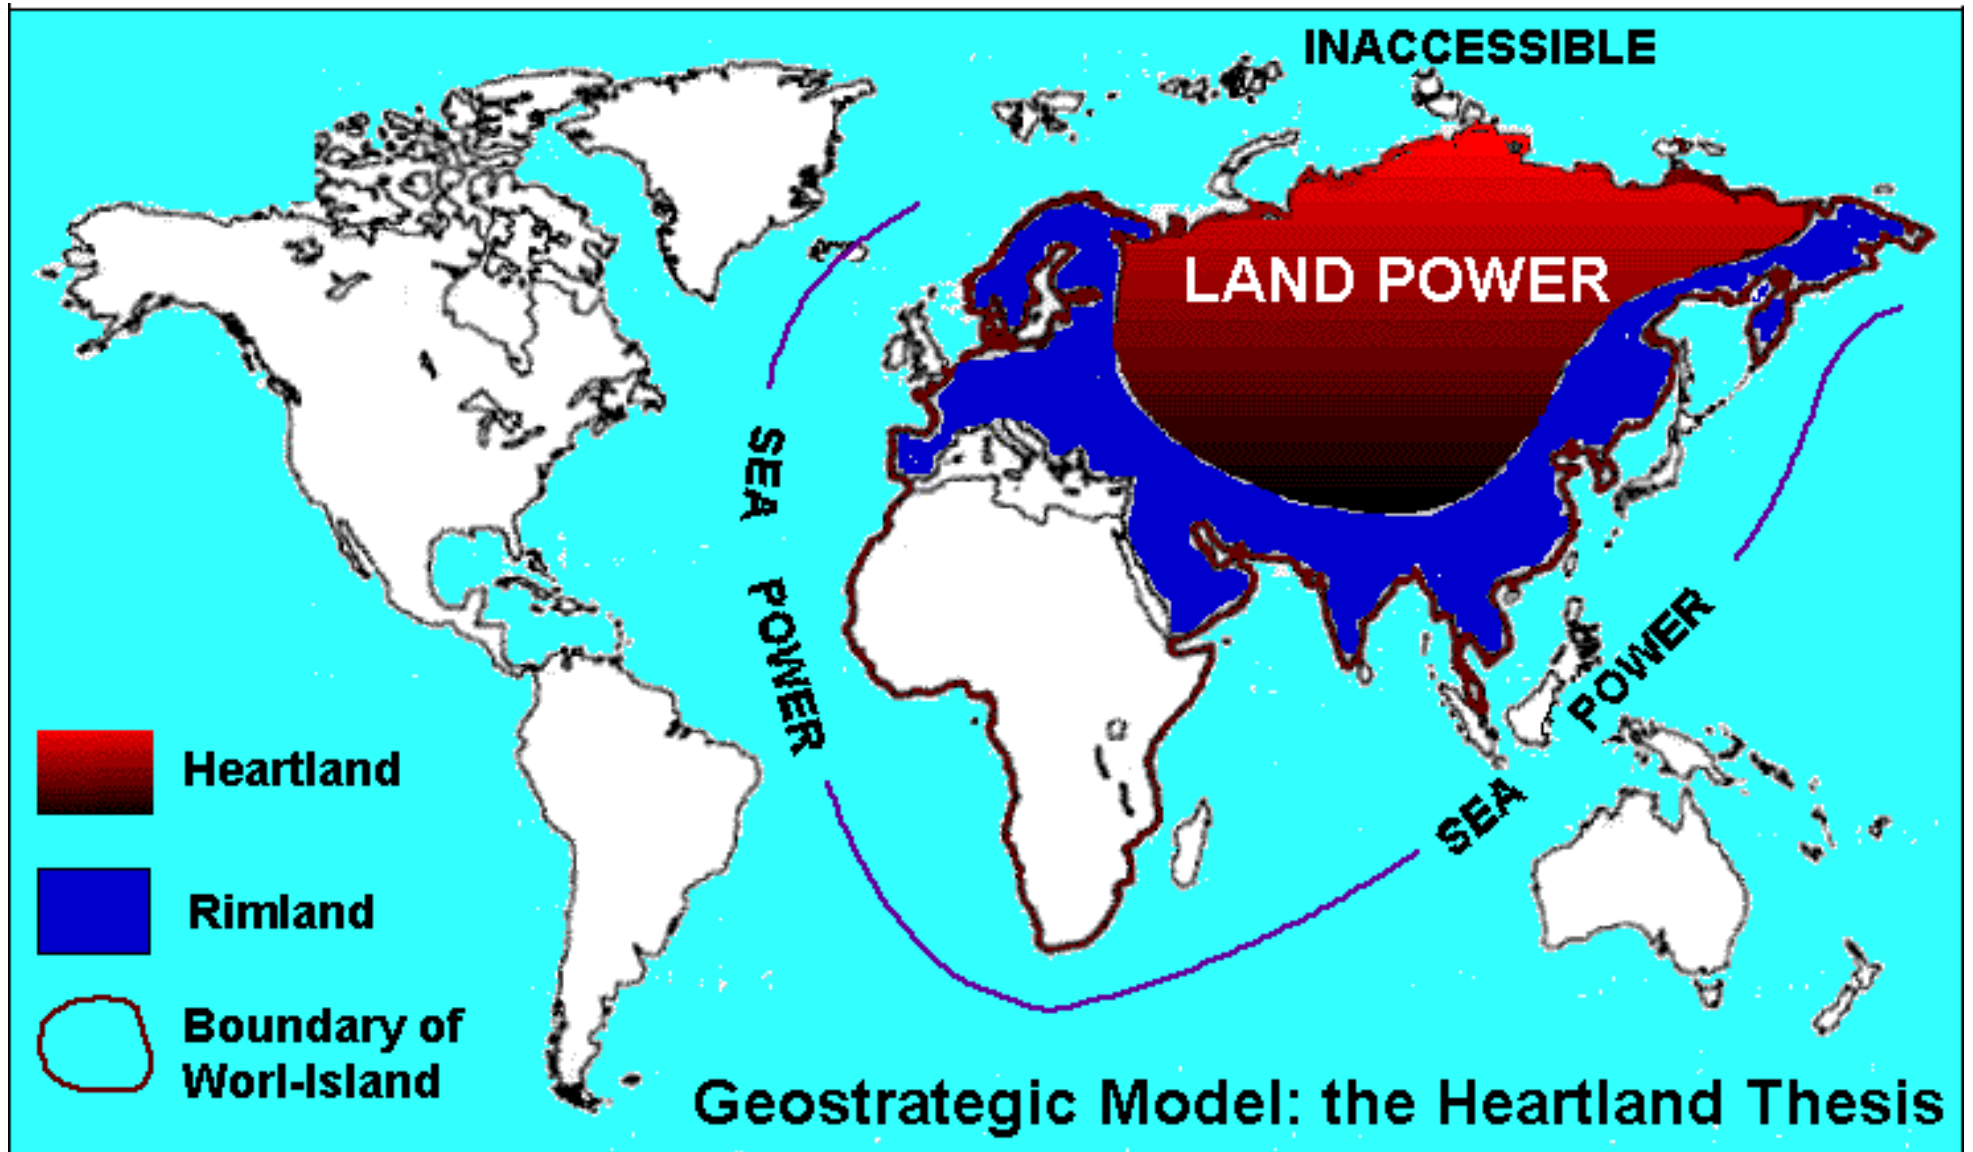 INACCESSIBLE
LAND POWER
SEA POWER
SEA POWER
Heartland
Rimland
Boundary of
Worl-Island
Geostrategic Model: the Heartland Thesis